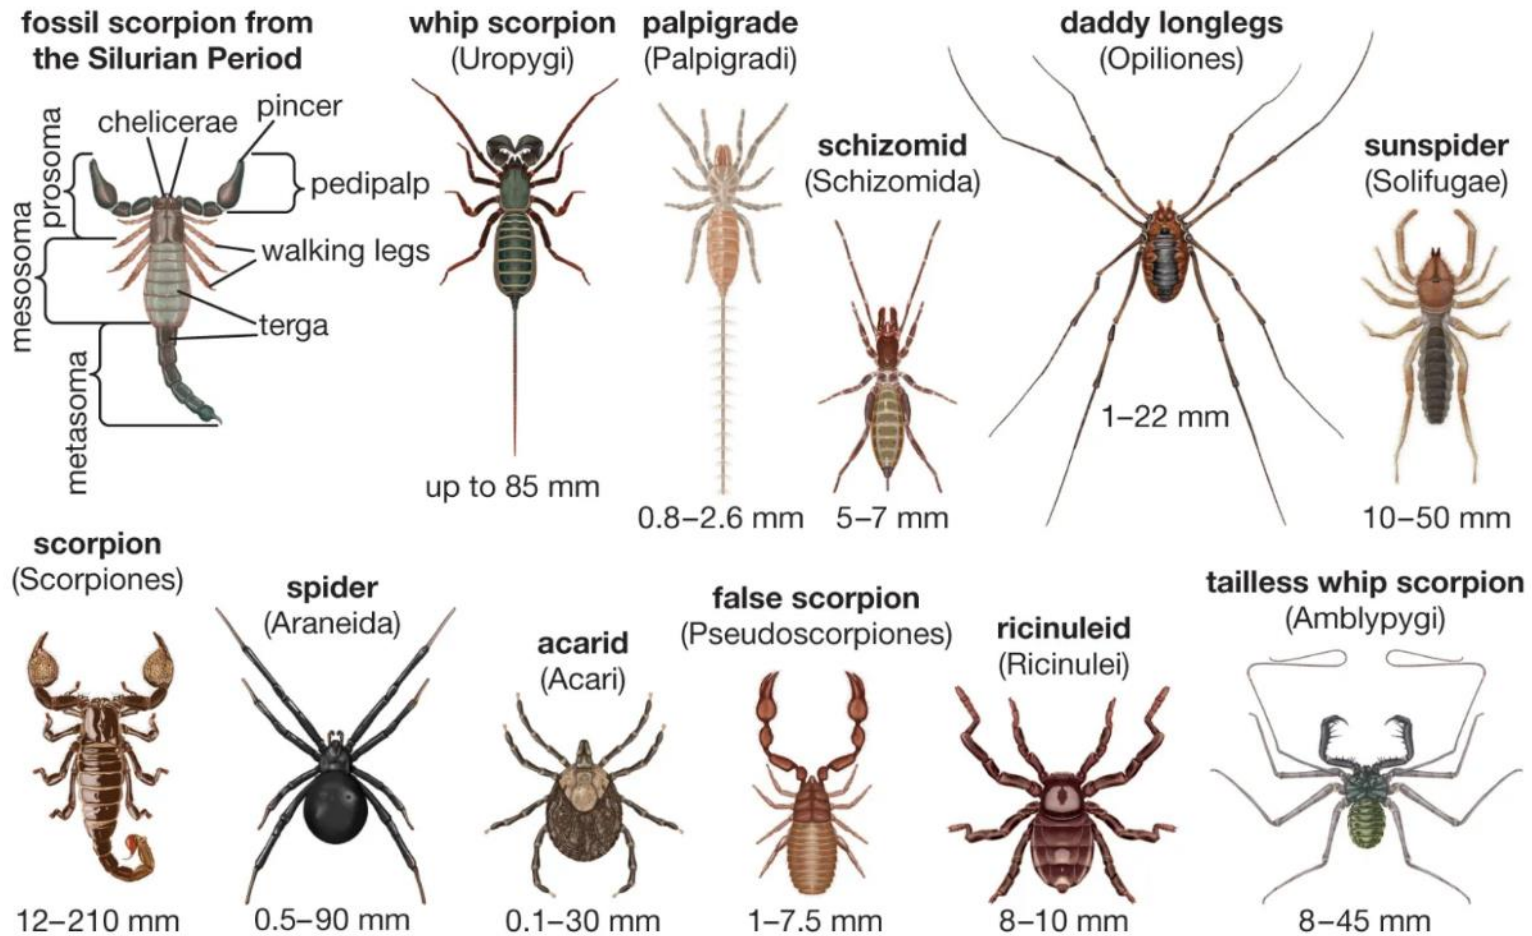 fossil scorpion from
the Silurian Period
chelicerae
pincer
prosoma
pedipalp
mesosoma
walking legs
terga
metasoma
whip scorpion
(Uropygi)
up to 85 mm
palpigrade
(Palpigradi)
0.8–2.6 mm
schizomid
(Schizomida)
5–7 mm
daddy longlegs
(Opiliones)
1–22 mm
sunspider
(Solifugae)
10–50 mm
scorpion
(Scorpiones)
12–210 mm
spider
(Araneida)
0.5–90 mm
acarid
(Acari)
0.1–30 mm
false scorpion
(Pseudoscorpiones)
1–7.5 mm
ricinuleid
(Ricinulei)
8–10 mm
tailless whip scorpion
(Amblypygi)
8–45 mm